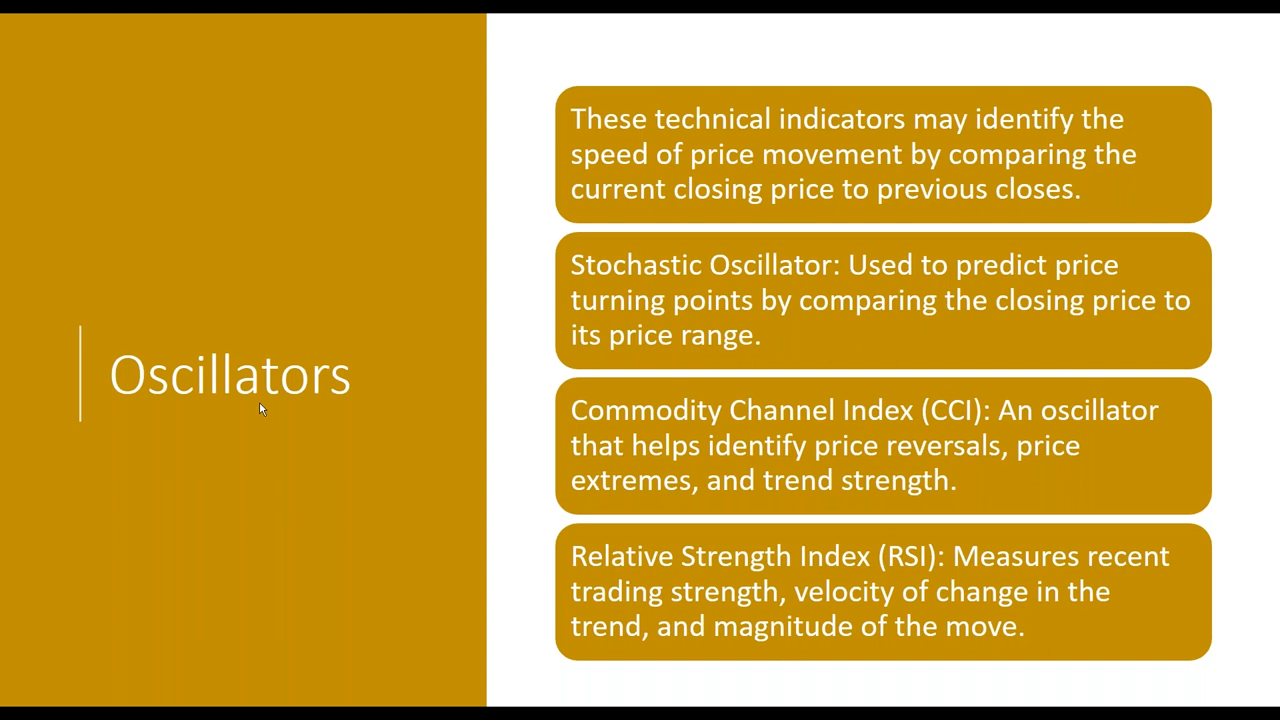 Oscillators
These technical indicators may identify the
speed of price movement by comparing the
current closing price to previous closes.
Stochastic Oscillator: Used to predict price
turning points by comparing the closing price to
its price range.
Commodity Channel Index (CCI): An oscillator
that helps identify price reversals, price
extremes, and trend strength.
Relative Strength Index (RSI): Measures recent
trading strength, velocity of change in the
trend, and magnitude of the move.